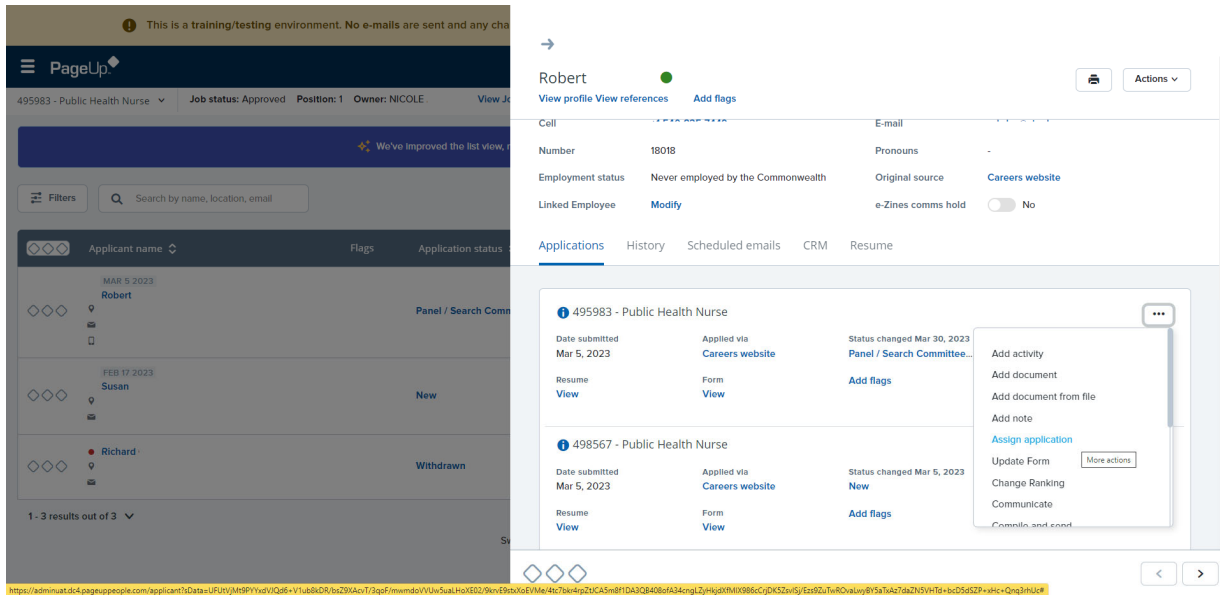 This is a training/testing environment. No e-mails are sent and any cha
PageUp.
495983 - Public Health Nurse
Job status: Approved Position: 1 Owner: NICOLE
View Jo
We've improved the list view, r
Filters
Search by name, location, email
Applicant name Flags Application status
MAR 5 2023
Robert
Panel / Search Comm
FEB 17 2023
Susan
New
Richard
Withdrawn
1 - 3 results out of 3
Sw
Robert
Actions
View profile View references Add flags
Cell E-mail
Number 18018 Pronouns -
Employment status Never employed by the Commonwealth Original source Careers website
Linked Employee Modify e-Zines comms hold No
Applications History Scheduled emails CRM Resume
495983 - Public Health Nurse
Date submitted Applied via Status changed Mar 30, 2023
Mar 5, 2023 Careers website Panel / Search Committee...
Resume Form Add flags
View View
498567 - Public Health Nurse
Date submitted Applied via Status changed Mar 5, 2023
Mar 5, 2023 Careers website New
Resume Form Add flags
View View
Add activity
Add document
Add document from file
Add note
Assign application
Update Form
More actions
Change Ranking
Communicate
Compile and send